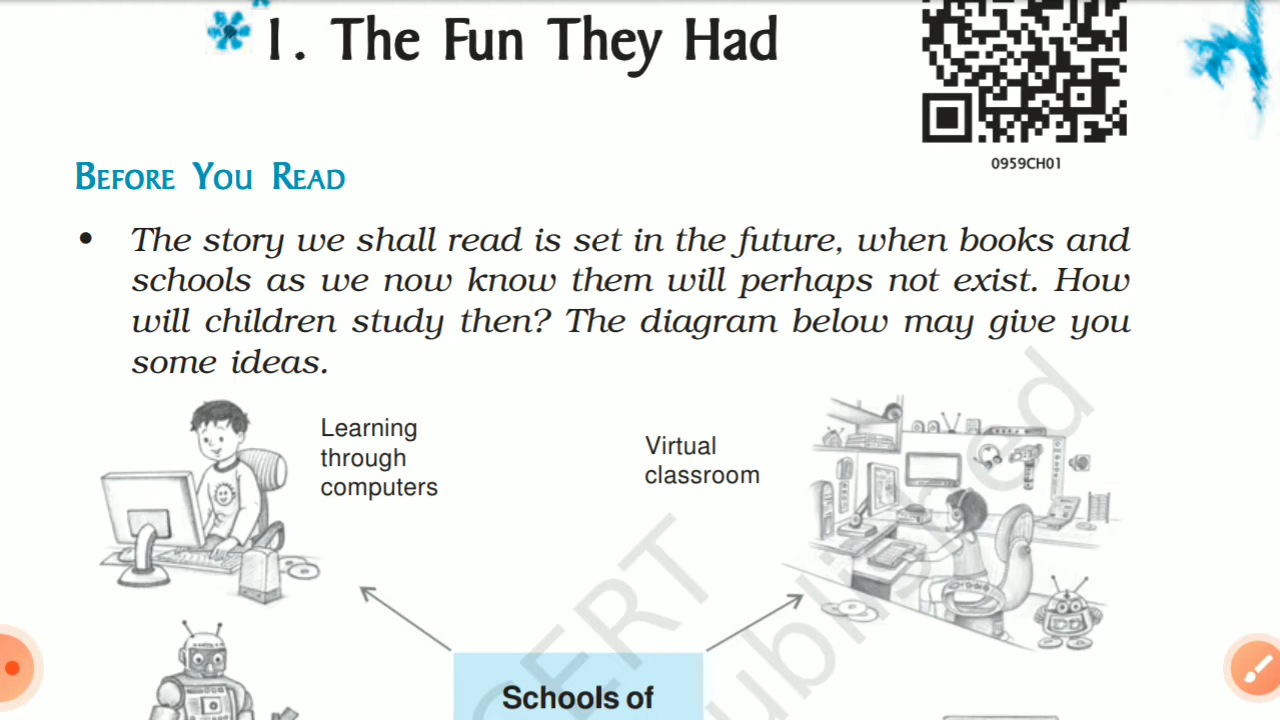 1. The Fun They Had
0959CH01
BEFORE YOU READ
• The story we shall read is set in the future, when books and
schools as we now know them will perhaps not exist. How
will children study then? The diagram below may give you
some ideas.
Learning
through
computers
Virtual
classroom
Schools of